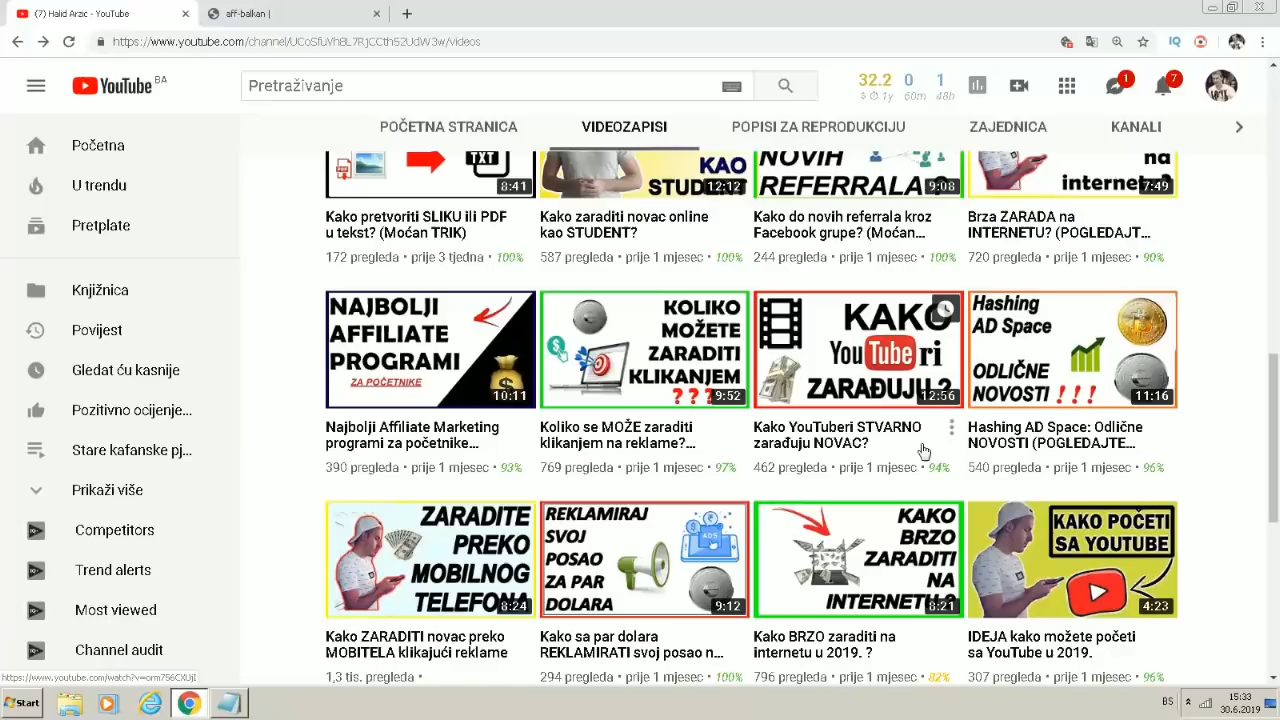 (7) Halid Arzic - YouTube
aff-balkan |
https://www.youtube.com/channel/UCoSfuYhBL7RjCCth52UdW3w/videos
YouTube BA
Pretraživanje
32.2 0 1
1y 60m 48h
1
7
POČETNA STRANICA
VIDEOZAPISI
POPISI ZA REPRODUKCIJU
ZAJEDNICA
KANALI
Početna
U trendu
Pretplate
Knjižnica
Povijest
Gledat ću kasnije
Pozitivno ocijenje...
Stare kafanske pj...
Prikaži više
Competitors
Trend alerts
Most viewed
Channel audit
TXT
8:41
KAO
STUDENT?
12:12
NOVIH
REFERRALA?
9:08
na
internetu?
7:49
Kako pretvoriti SLIKU ili PDF
u tekst? (Moćan TRIK)
172 pregleda • prije 3 tjedna • 100%
Kako zaraditi novac online
kao STUDENT?
587 pregleda • prije 1 mjesec • 100%
Kako do novih referrala kroz
Facebook grupe? (Moćan...
244 pregleda • prije 1 mjesec • 100%
Brza ZARADA na
INTERNETU? (POGLEDAJT...
720 pregleda • prije 1 mjesec • 90%
NAJBOLJI
AFFILIATE
PROGRAMI
ZA POČETNIKE
10:11
KOLIKO
MOŽETE
ZARADITI
KLIKANJEM
???
9:52
KAKO
YouTuberi
ZARAĐUJU?
12:56
Hashing
AD Space
ODLIČNE
NOVOSTI !!!
11:16
Najbolji Affiliate Marketing
programi za početnike...
390 pregleda • prije 1 mjesec • 93%
Koliko se MOŽE zaraditi
klikanjem na reklame?...
769 pregleda • prije 1 mjesec • 97%
Kako YouTuberi STVARNO
zarađuju NOVAC?
462 pregleda • prije 1 mjesec • 94%
Hashing AD Space: Odlične
NOVOSTI (POGLEDAJTE...
540 pregleda • prije 1 mjesec • 96%
ZARADITE
PREKO
MOBILNOG
TELEFONA
8:24
REKLAMIRAJ
SVOJ
POSAO
ZA PAR
DOLARA
ADS
9:12
KAKO
BRZO
ZARADITI
NA
INTERNETU?
8:21
KAKO POČETI
SA YOUTUBE
4:23
Kako ZARADITI novac preko
MOBITELA klikajući reklame
1,3 tis. pregleda •
Kako sa par dolara
REKLAMIRATI svoj posao n...
294 pregleda • prije 1 mjesec • 100%
Kako BRZO zaraditi na
internetu u 2019. ?
796 pregleda • prije 1 mjesec • 82%
IDEJA kako možete početi
sa YouTube u 2019.
307 pregleda • prije 1 mjesec • 96%
Start
BS
15:33
30.6.2019